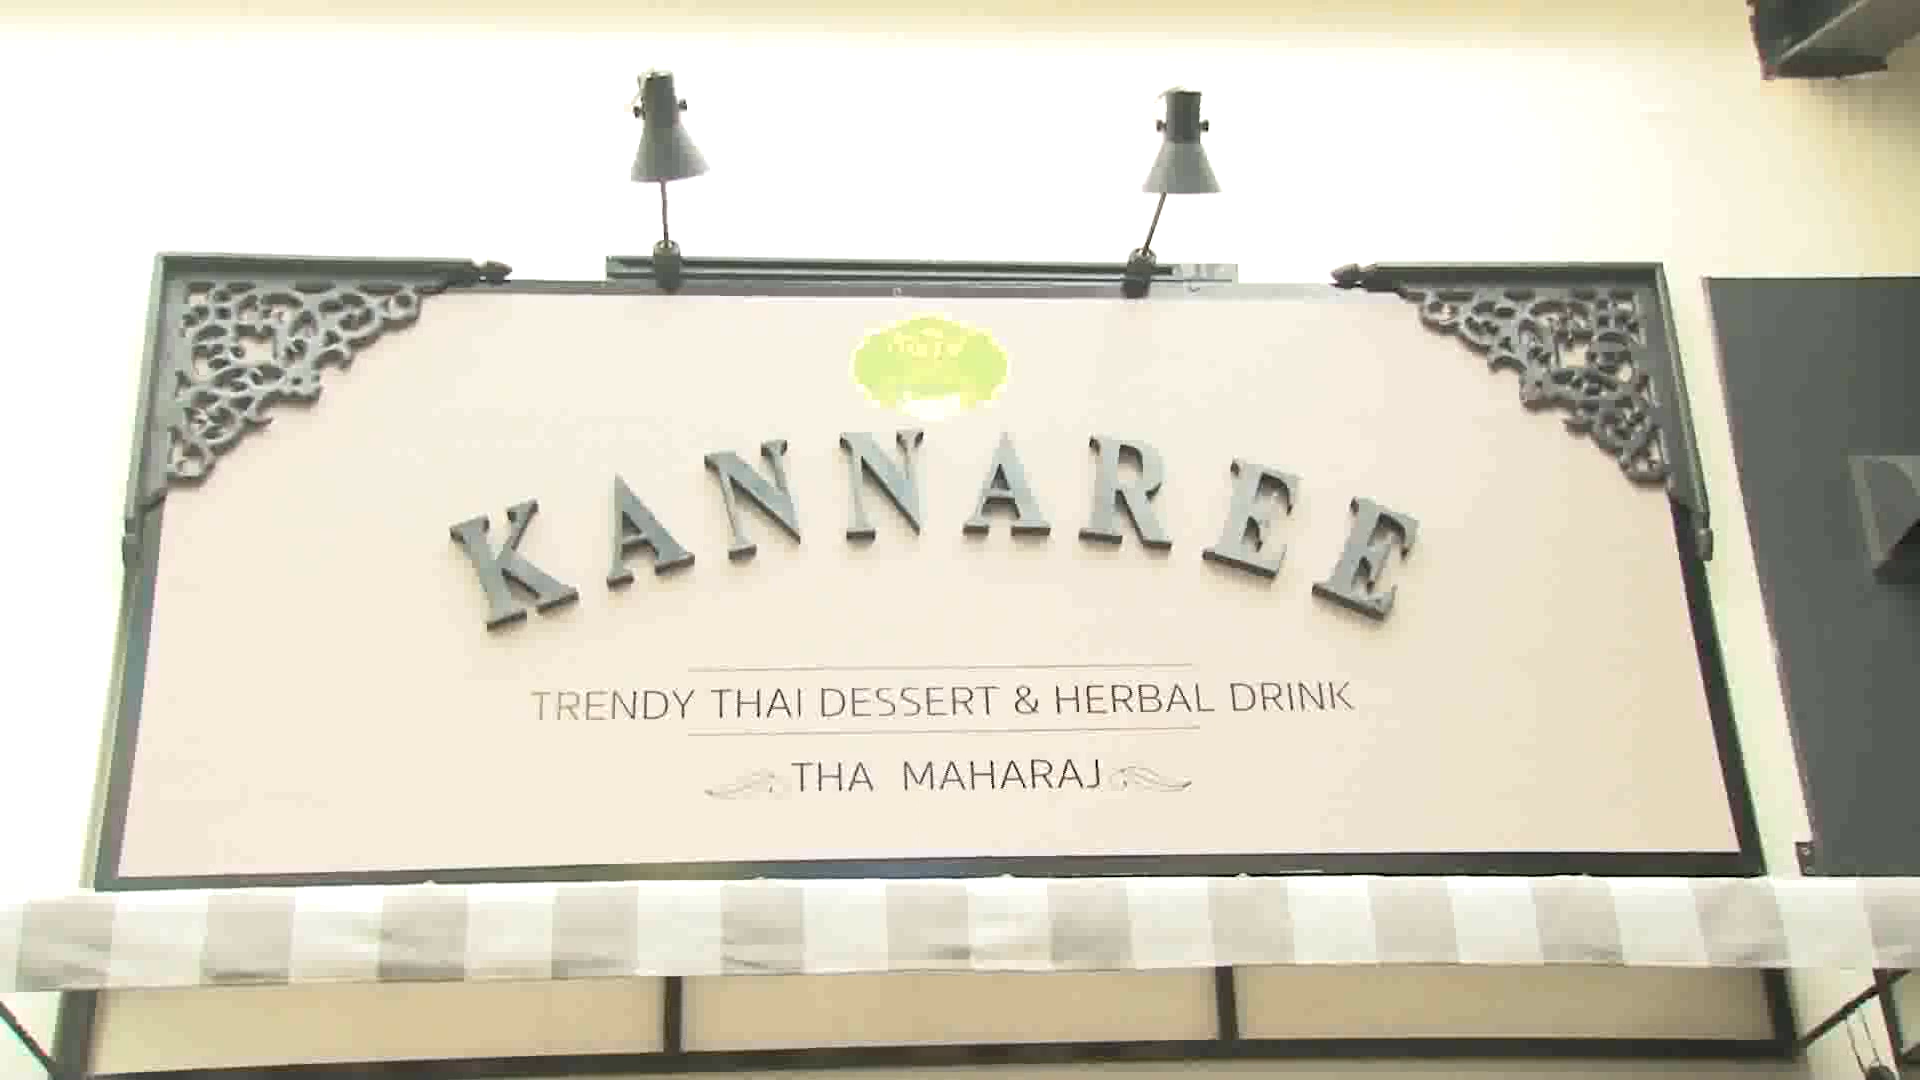 KANNAREE
TRENDY THAI DESSERT & HERBAL DRINK
THA MAHARAJ